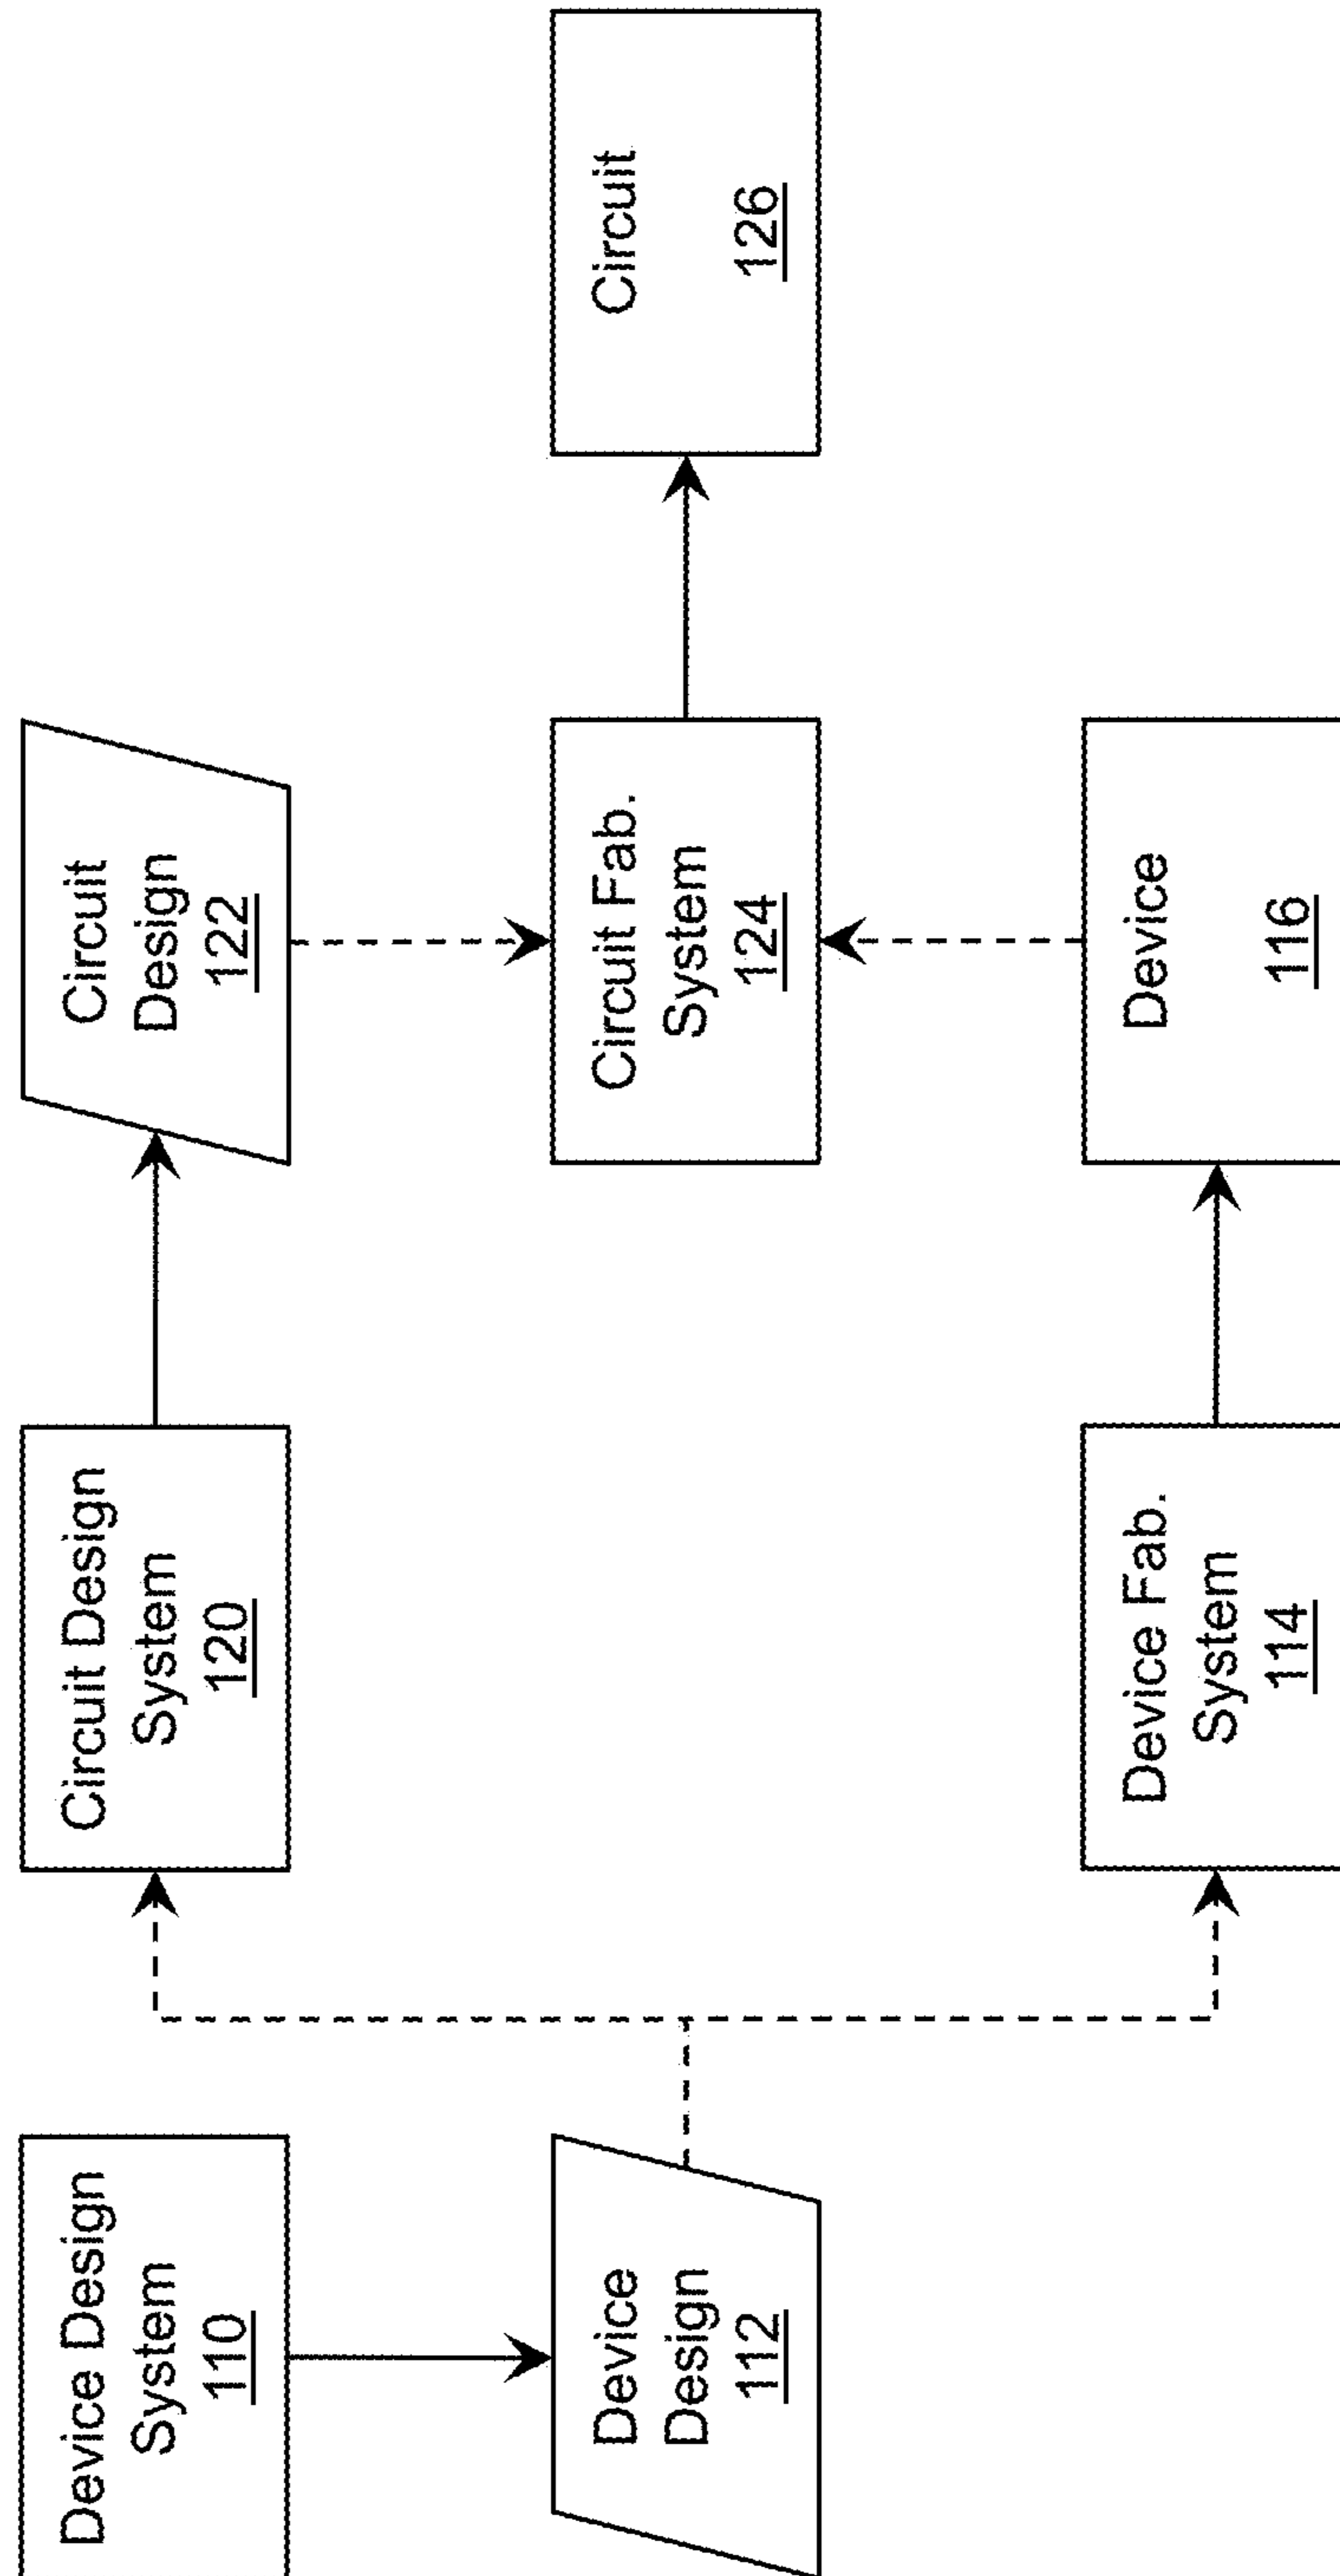 Device Design
System
110
Device
Design
112
Circuit Design
System
120
Device Fab.
System
114
Circuit
Design
122
Circuit Fab.
System
124
Device
116
Circuit
126